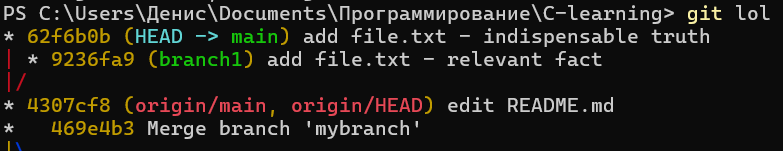 PS C:\Users\Денис\Documents\Программирование\C-learning> git lol
* 62f6b0b (HEAD -> main) add file.txt - indispensable truth
| * 9236fa9 (branch1) add file.txt - relevant fact
|/
* 4307cf8 (origin/main, origin/HEAD) edit README.md
*   469e4b3 Merge branch 'mybranch'
|\